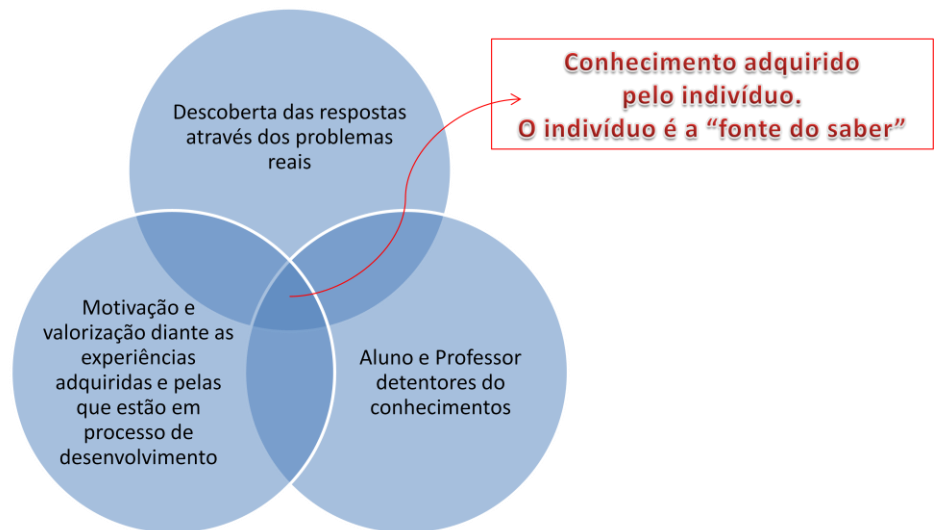 Descoberta das respostas
através dos problemas
reais
Conhecimento adquirido
pelo indivíduo.
O indivíduo é a “fonte do saber”
Motivação e
valorização diante as
experiências
adquiridas e pelas
que estão em
processo de
desenvolvimento
Aluno e Professor
detentores do
conhecimentos